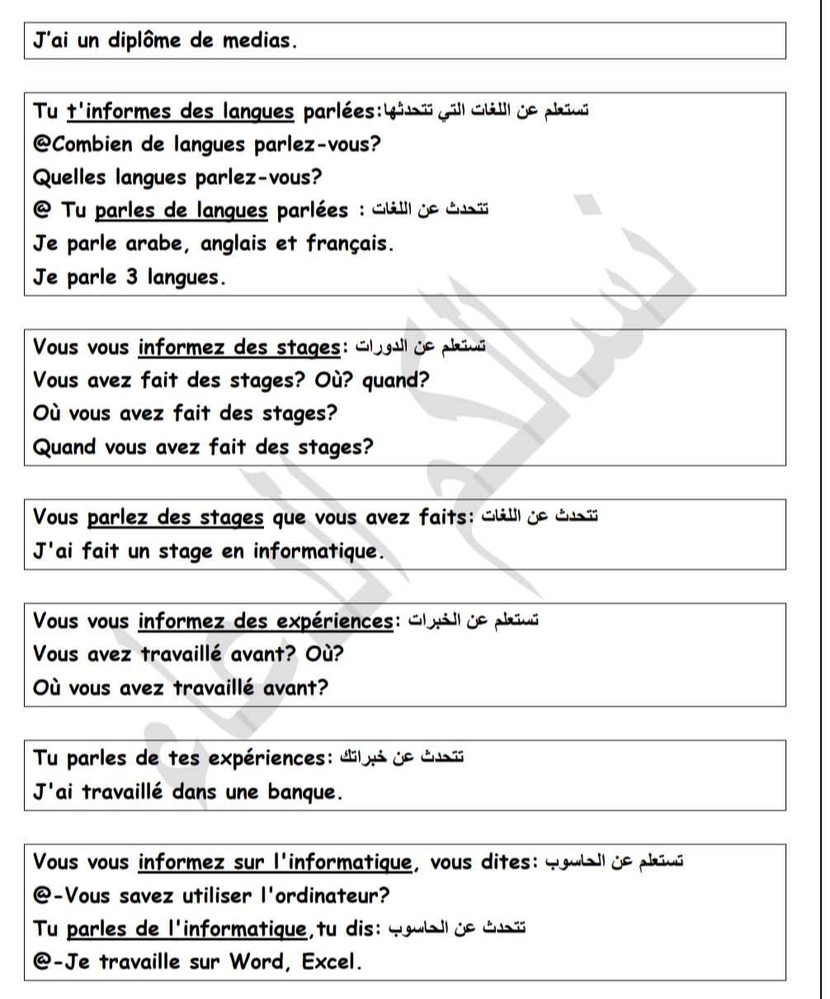 J'ai un diplôme de medias.
Tu t'informes des langues parlées:تستعلم عن اللغات التي تتحدثها
@Combien de langues parlez-vous?
Quelles langues parlez-vous?
@ Tu parles de langues parlées : تتحدث عن اللغات
Je parle arabe, anglais et français.
Je parle 3 langues.
Vous vous informez des stages: تستعلم عن الدورات
Vous avez fait des stages? Où? quand?
Où vous avez fait des stages?
Quand vous avez fait des stages?
Vous parlez des stages que vous avez faits: تتحدث عن اللغات
J'ai fait un stage en informatique.
Vous vous informez des expériences: تستعلم عن الخبرات
Vous avez travaillé avant? Où?
Où vous avez travaillé avant?
Tu parles de tes expériences: تتحدث عن خبراتك
J'ai travaillé dans une banque.
Vous vous informez sur l'informatique, vous dites: تستعلم عن الحاسوب
@-Vous savez utiliser l'ordinateur?
Tu parles de l'informatique,tu dis: تتحدث عن الحاسوب
@-Je travaille sur Word, Excel.
نسألكم الدعاء